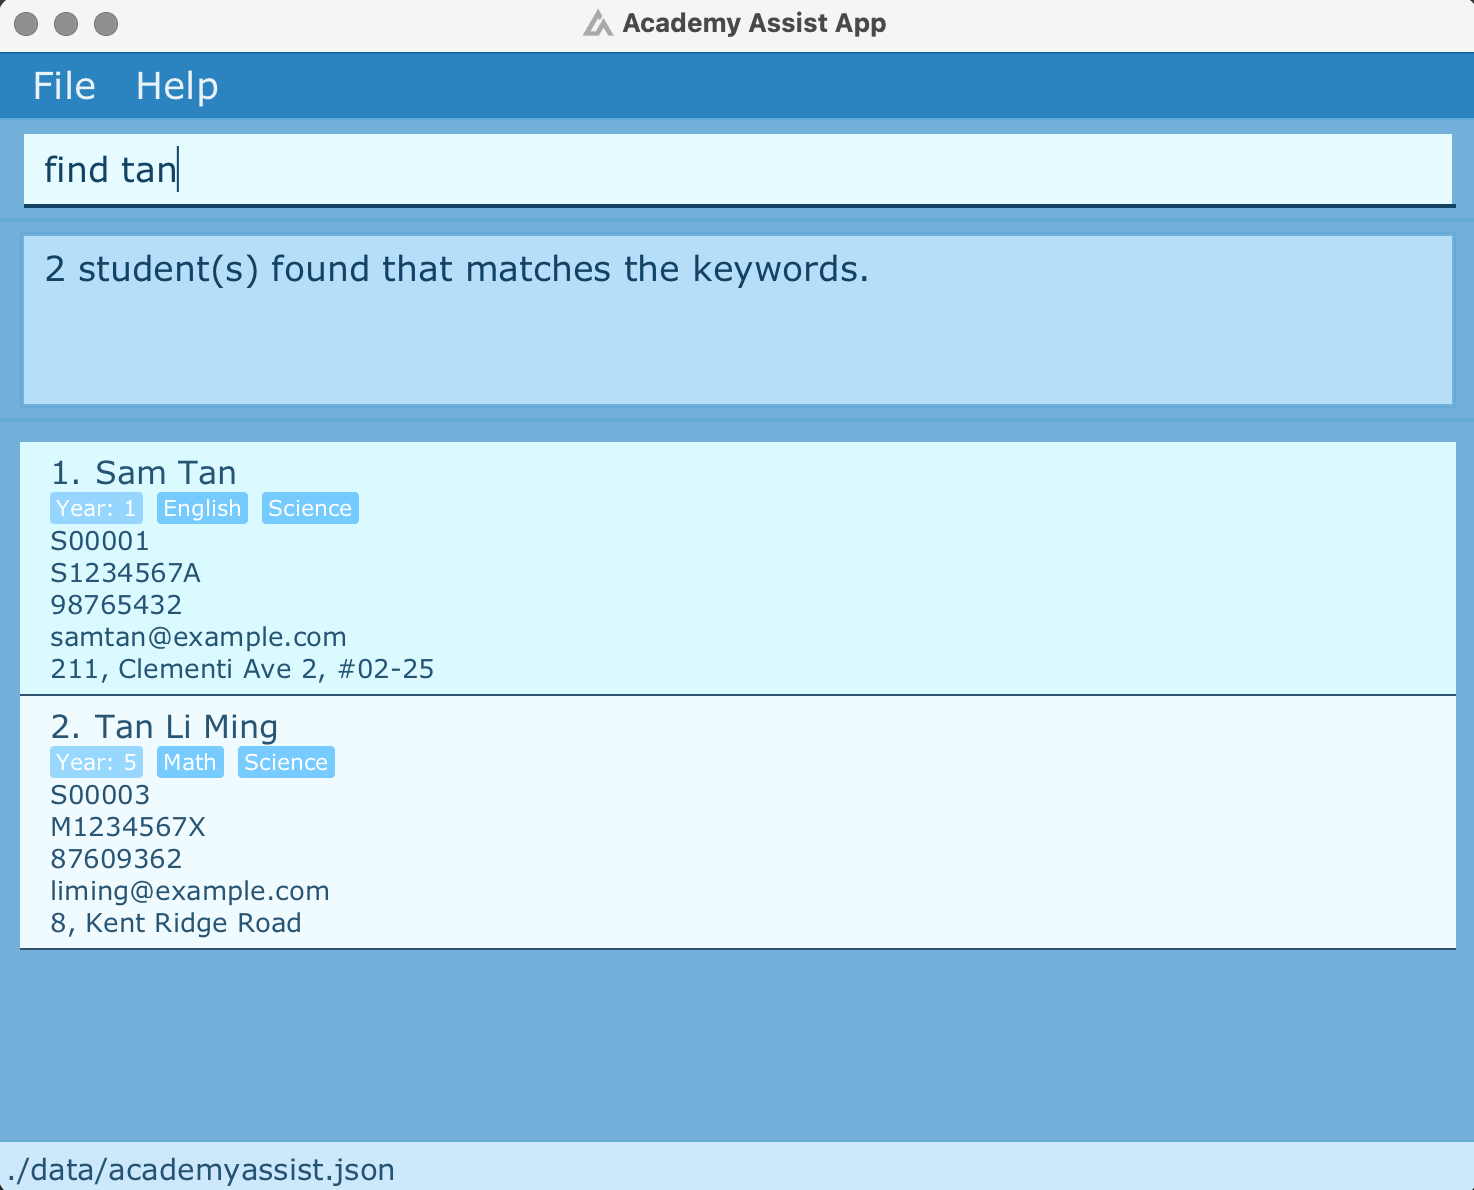 Academy Assist App
File Help
find tan
2 student(s) found that matches the keywords.
1. Sam Tan
Year: 1 English Science
S00001
S1234567A
98765432
samtan@example.com
211, Clementi Ave 2, #02-25
2. Tan Li Ming
Year: 5 Math Science
S00003
M1234567X
87609362
liming@example.com
8, Kent Ridge Road
./data/academyassist.json